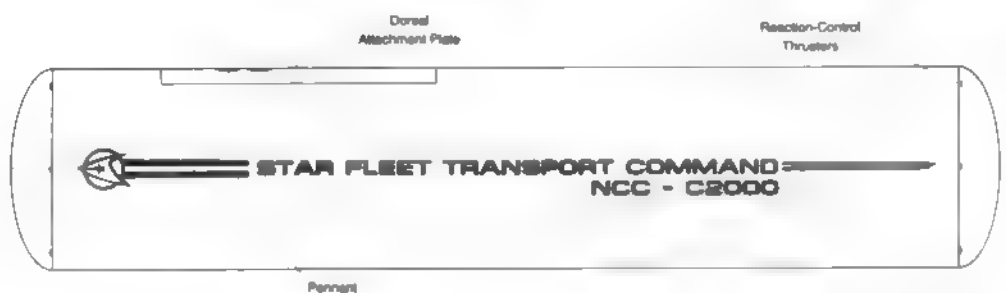 Dorsal
Attachment Plate
Reaction-Control
Thrusters
STAR FLEET TRANSPORT COMMAND
NCC - C2000
Pennant